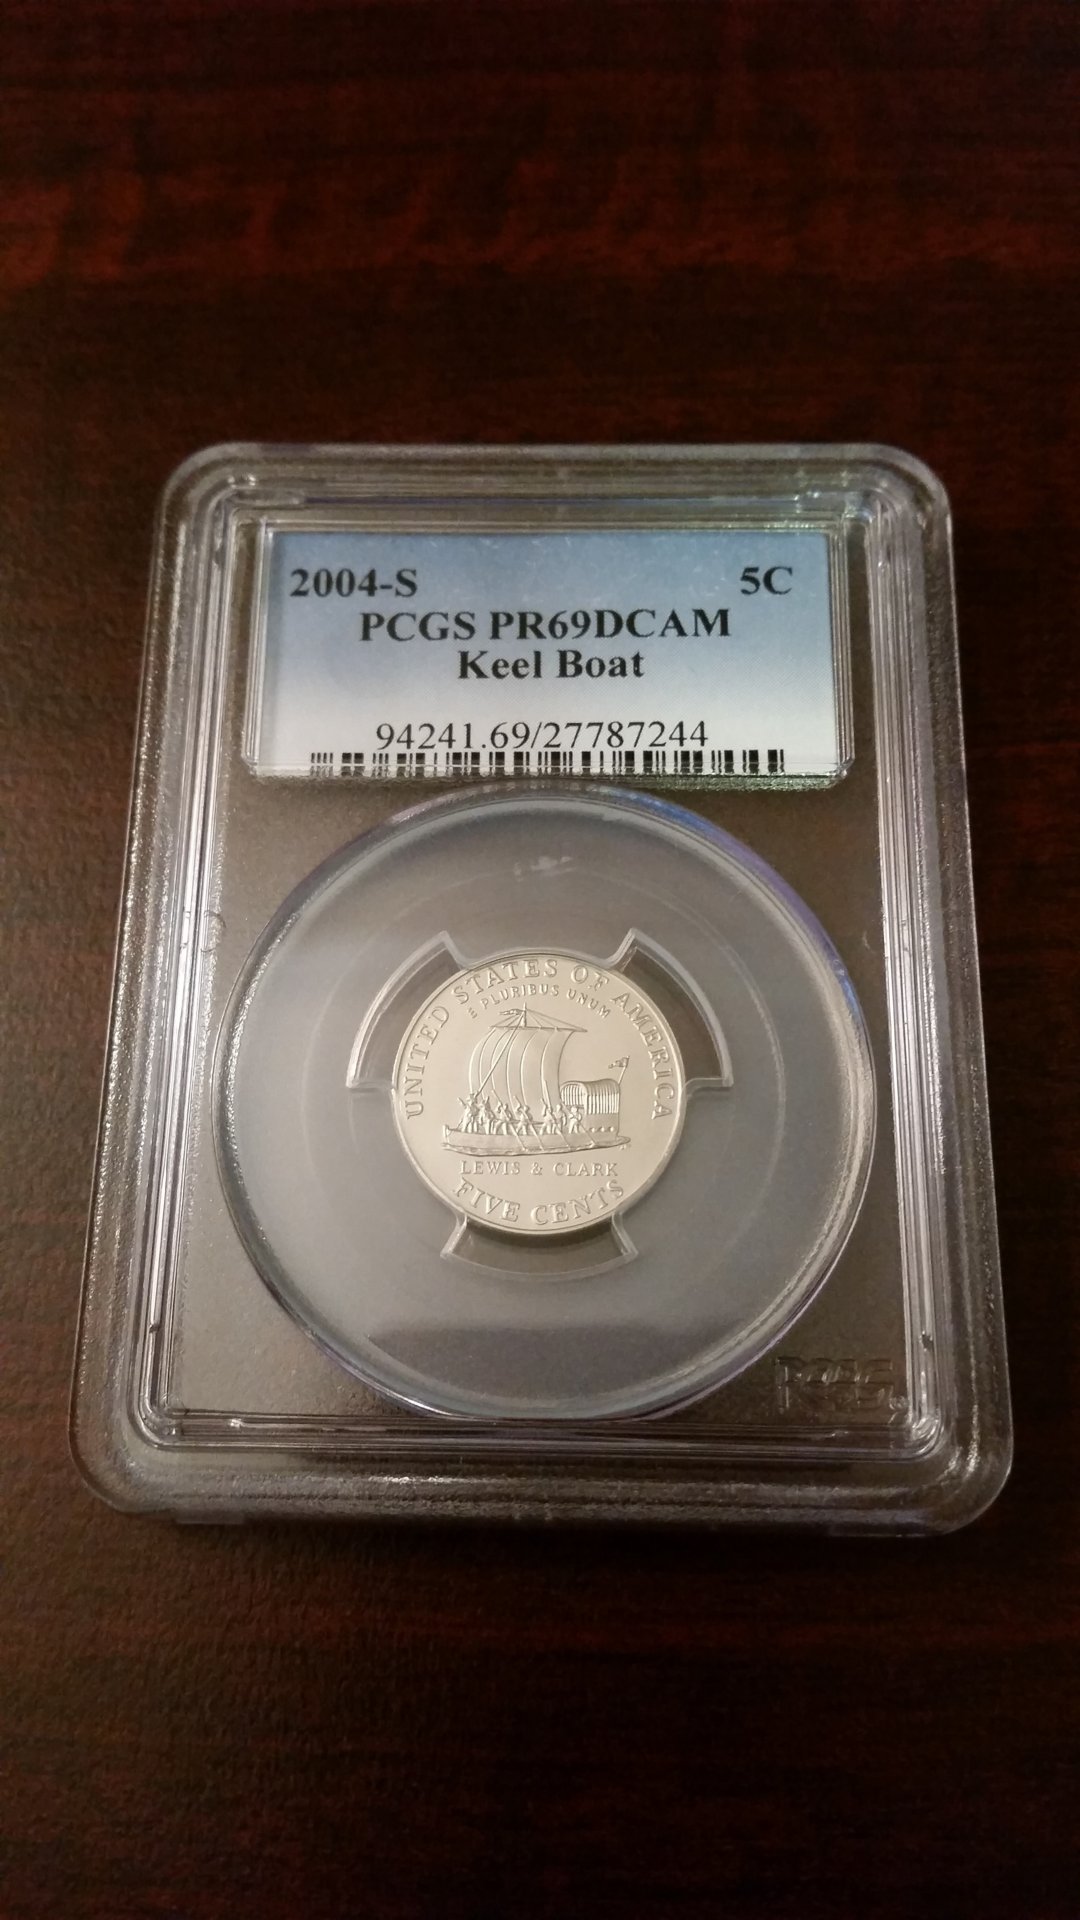 2004-S 5C
PCGS PR69DCAM
Keel Boat
94241.69/27787244
UNITED STATES OF AMERICA
E PLURIBUS UNUM
LEWIS & CLARK
FIVE CENTS
PCGS